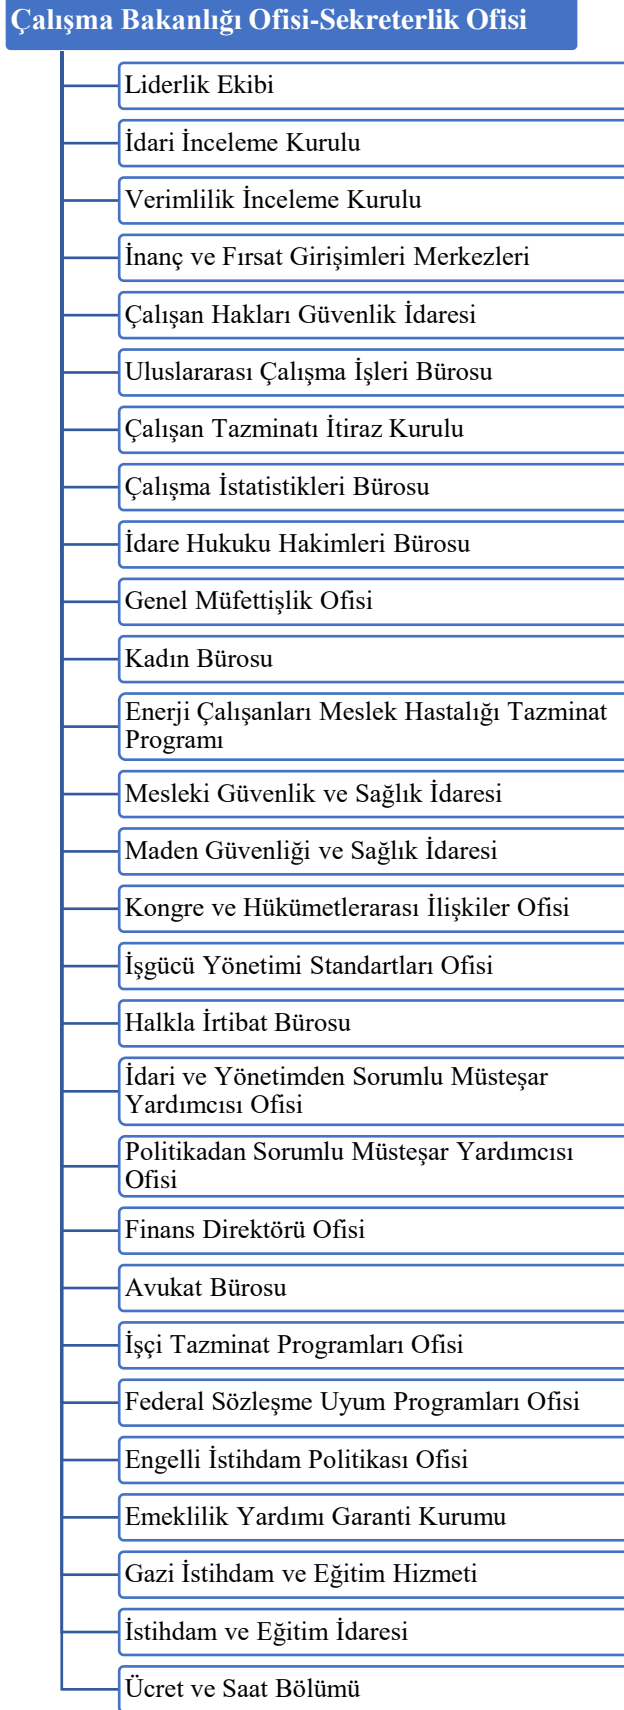 Çalışma Bakanlığı Ofisi-Sekreterlik Ofisi
Liderlik Ekibi
İdari İnceleme Kurulu
Verimlilik İnceleme Kurulu
İnanç ve Fırsat Girişimleri Merkezleri
Çalışan Hakları Güvenlik İdaresi
Uluslararası Çalışma İşleri Bürosu
Çalışan Tazminatı İtiraz Kurulu
Çalışma İstatistikleri Bürosu
İdare Hukuku Hakimleri Bürosu
Genel Müfettişlik Ofisi
Kadın Bürosu
Enerji Çalışanları Meslek Hastalığı Tazminat
Programı
Mesleki Güvenlik ve Sağlık İdaresi
Maden Güvenliği ve Sağlık İdaresi
Kongre ve Hükümetlerarası İlişkiler Ofisi
İşgücü Yönetimi Standartları Ofisi
Halkla İrtibat Bürosu
İdari ve Yönetimden Sorumlu Müsteşar
Yardımcısı Ofisi
Politikadan Sorumlu Müsteşar Yardımcısı
Ofisi
Finans Direktörü Ofisi
Avukat Bürosu
İşçi Tazminat Programları Ofisi
Federal Sözleşme Uyum Programları Ofisi
Engelli İstihdam Politikası Ofisi
Emeklilik Yardımı Garanti Kurumu
Gazi İstihdam ve Eğitim Hizmeti
İstihdam ve Eğitim İdaresi
Ücret ve Saat Bölümü